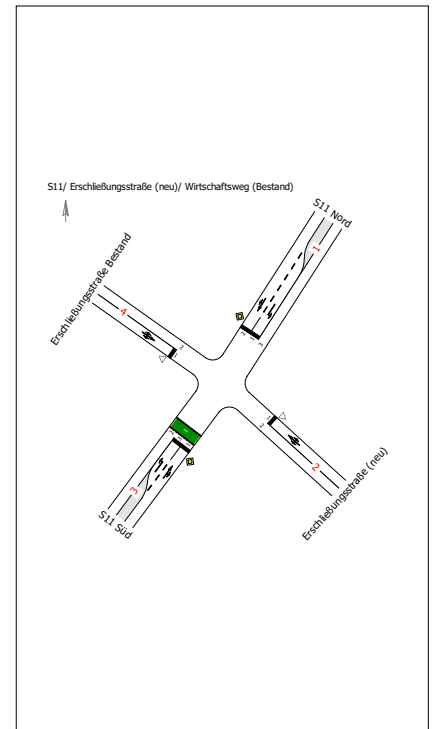 S11/ Erschließungsstraße (neu)/ Wirtschaftsweg (Bestand)
S11 Nord
1
Erschließungsstraße Bestand
4
3
S11 Süd
2
Erschließungsstraße (neu)